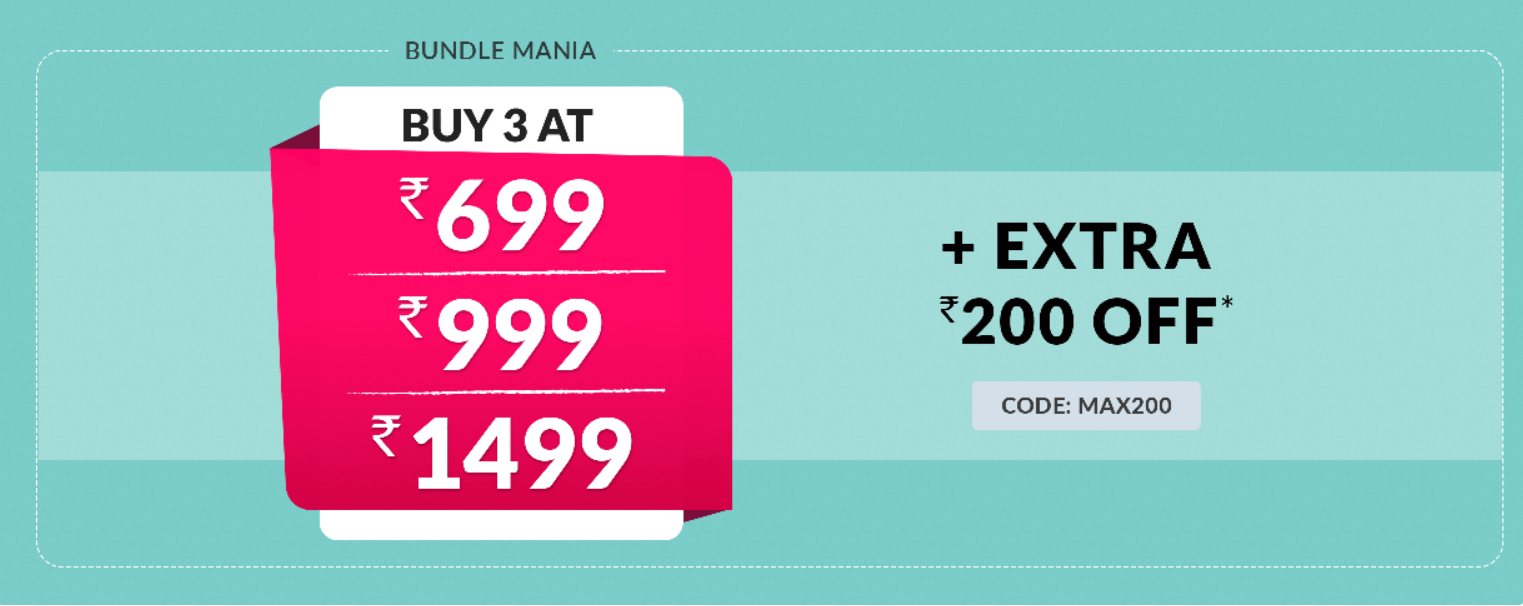 BUNDLE MANIA
BUY 3 AT
₹699
₹999
₹1499
+ EXTRA
₹200 OFF*
CODE: MAX200